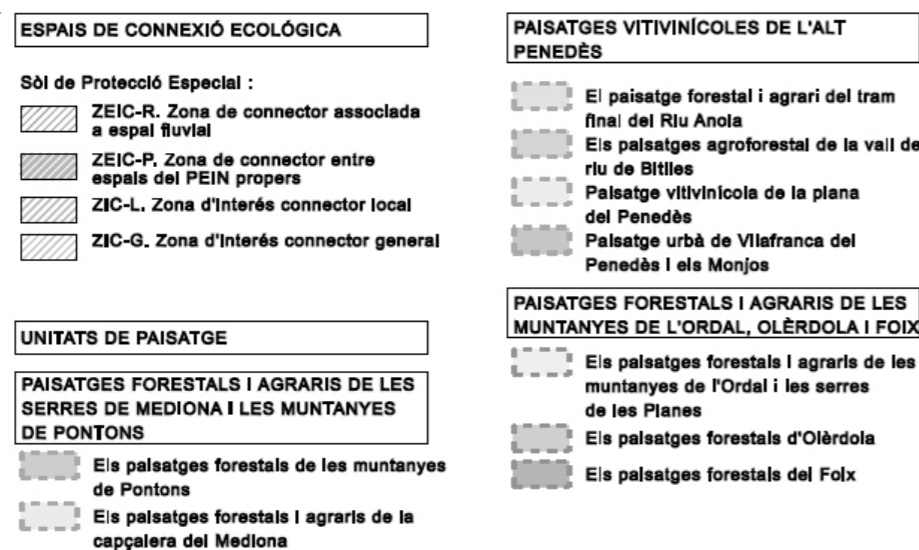 ESPAIS DE CONNEXIÓ ECOLÓGICA
Sòl de Protecció Especial :
ZEIC-R. Zona de connector associada
a espai fluvial
ZEIC-P. Zona de connector entre
espais del PEIN propers
ZIC-L. Zona d'interés connector local
ZIC-G. Zona d'interés connector general
UNITATS DE PAISATGE
PAISATGES FORESTALS I AGRARIS DE LES
SERRES DE MEDIONA I LES MUNTANYES
DE PONTONS
Els paisatges forestals de les muntanyes
de Pontons
Els paisatges forestals i agraris de la
capçalera del Mediona
PAISATGES VITIVINÍCOLES DE L'ALT
PENEDÈS
El paisatge forestal i agrari del tram
final del Riu Anoia
Els paisatges agroforestal de la vall de
riu de Bitlles
Paisatge vitivinícola de la plana
del Penedès
Paisatge urbà de Vilafranca del
Penedès i els Monjos
PAISATGES FORESTALS I AGRARIS DE LES
MUNTANYES DE L'ORDAL, OLÈRDOLA I FOIX
Els paisatges forestals i agraris de les
muntanyes de l'Ordal i les serres
de les Planes
Els paisatges forestals d'Olèrdola
Els paisatges forestals del Foix